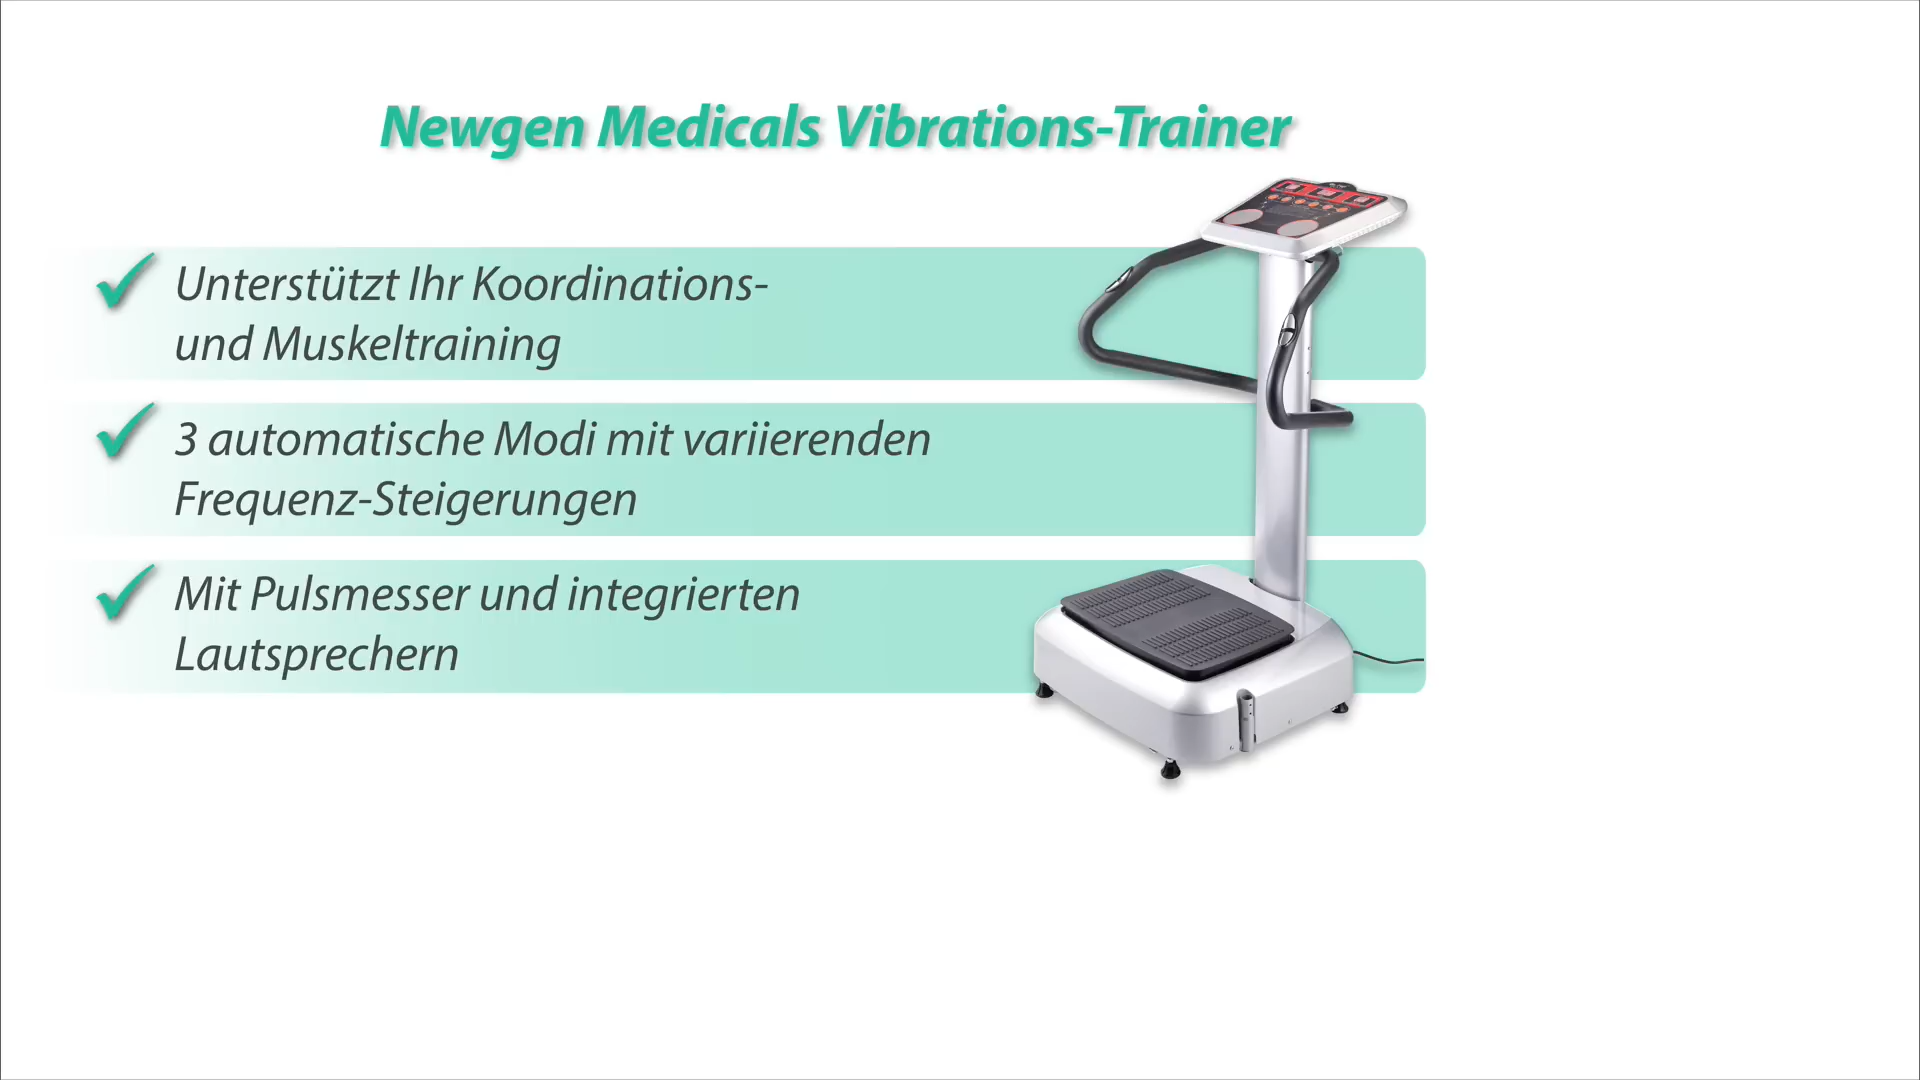 Newgen Medicals Vibrations-Trainer
Unterstützt Ihr Koordinations-
und Muskeltraining
3 automatische Modi mit variierenden
Frequenz-Steigerungen
Mit Pulsmesser und integrierten
Lautsprechern